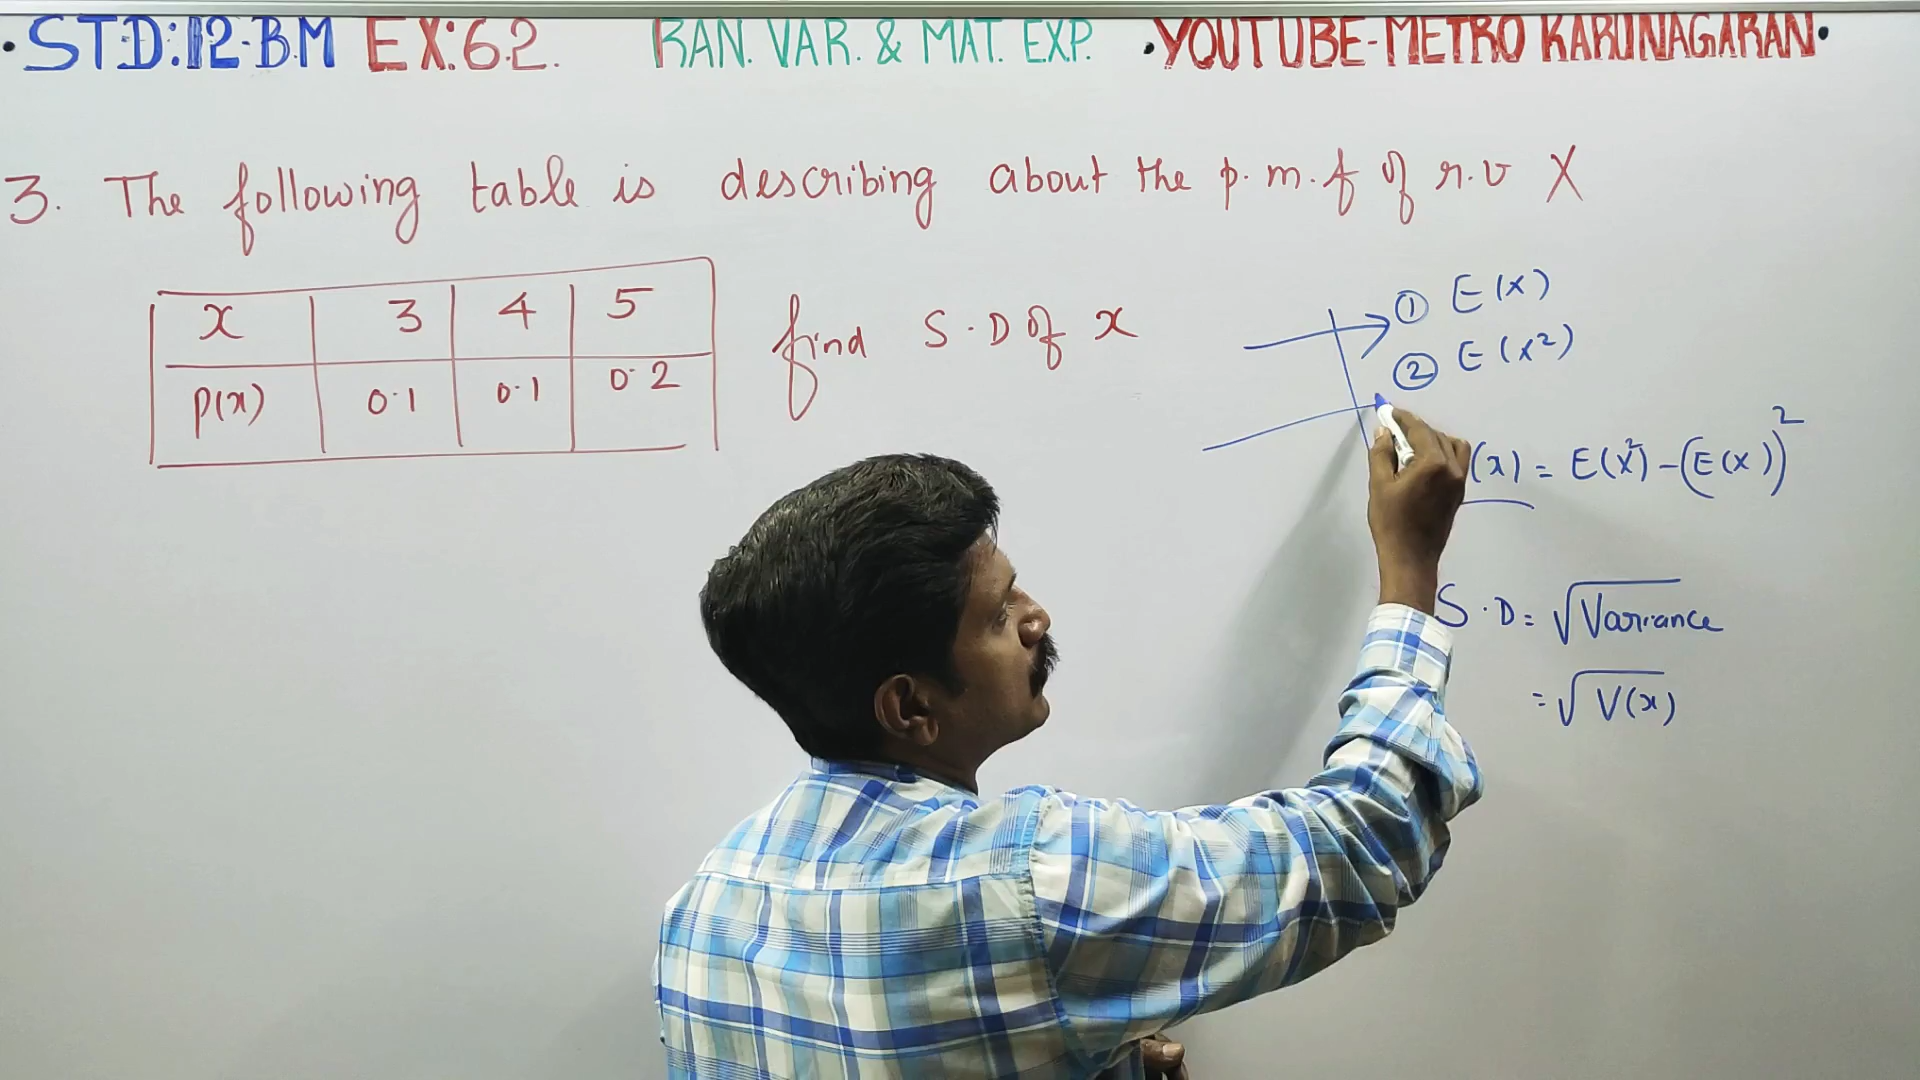 STD:12-B.M EX:6.2. RAN. VAR. & MAT. EXP. •YOUTUBE-METRO KARUNAGARAN•
3. The following table is describing about the p.m.f of r.v X
x 3 4 5
P(x) 0.1 0.1 0.2
find S.D of x
① E(x)
② E(x²)
(x) = E(x²) - (E(x))²
S.D = √Variance
= √V(x)